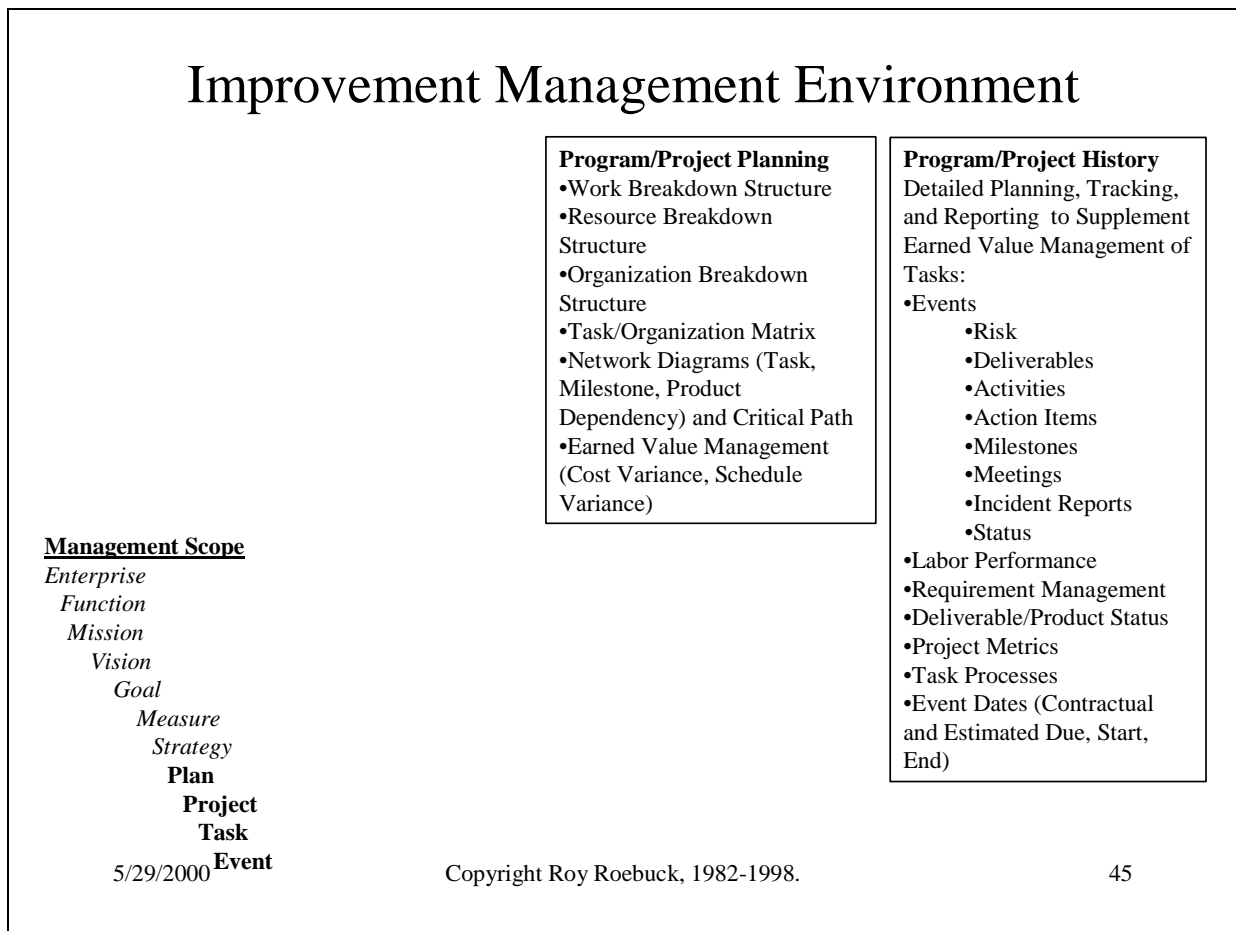 Improvement Management Environment
Program/Project Planning
•Work Breakdown Structure
•Resource Breakdown
Structure
•Organization Breakdown
Structure
•Task/Organization Matrix
•Network Diagrams (Task,
Milestone, Product
Dependency) and Critical Path
•Earned Value Management
(Cost Variance, Schedule
Variance)
Program/Project History
Detailed Planning, Tracking,
and Reporting  to Supplement
Earned Value Management of
Tasks:
•Events
•Risk
•Deliverables
•Activities
•Action Items
•Milestones
•Meetings
•Incident Reports
•Status
•Labor Performance
•Requirement Management
•Deliverable/Product Status
•Project Metrics
•Task Processes
•Event Dates (Contractual
and Estimated Due, Start,
End)
Management Scope
Enterprise
Function
Mission
Vision
Goal
Measure
Strategy
Plan
Project
Task
Event
5/29/2000
Copyright Roy Roebuck, 1982-1998.
45